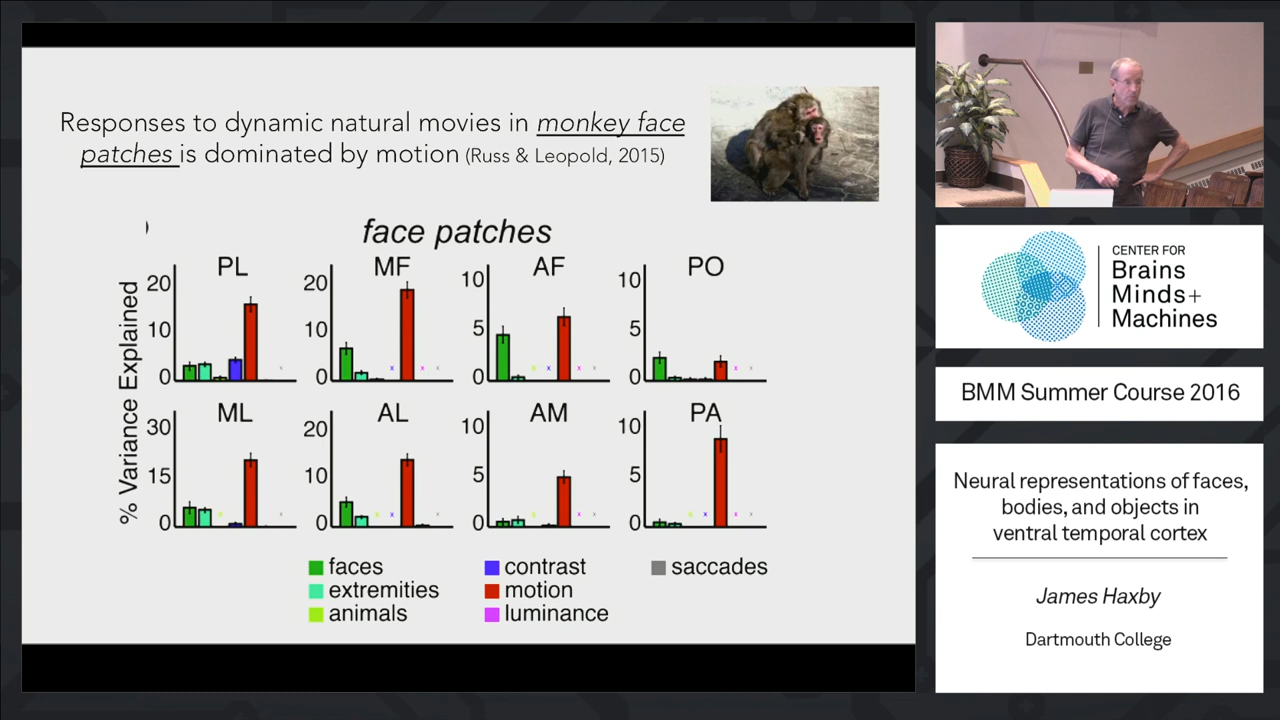 Responses to dynamic natural movies in monkey face
patches is dominated by motion (Russ & Leopold, 2015)
face patches
% Variance Explained
PL
20
10
0
MF
20
10
0
AF
10
5
0
PO
10
5
0
ML
30
15
0
AL
20
10
0
AM
10
5
0
PA
10
5
0
faces
extremities
animals
contrast
motion
luminance
saccades
CENTER FOR
Brains
Minds+
Machines
BMM Summer Course 2016
Neural representations of faces,
bodies, and objects in
ventral temporal cortex
James Haxby
Dartmouth College